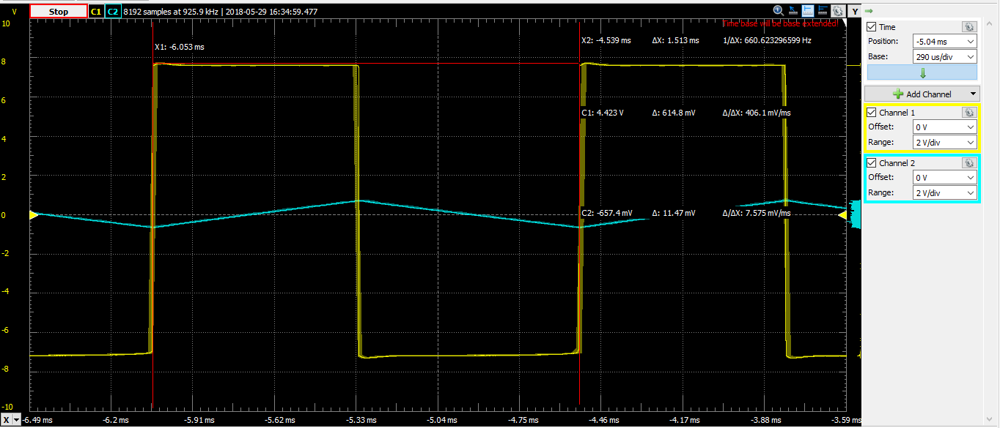 V Stop C1 C2 8192 samples at 925.9 kHz | 2018-05-29 16:34:59.477 Y
Time base will be base extended!
10
8
6
4
2
0
-2
-4
-6
-8
-10
X1: -6.053 ms
X2: -4.539 ms ΔX: 1.513 ms 1/ΔX: 660.623296599 Hz
C1: 4.423 V Δ: 614.8 mV Δ/ΔX: 406.1 mV/ms
C2: -657.4 mV Δ: 11.47 mV Δ/ΔX: 7.575 mV/ms
X -6.49 ms -6.2 ms -5.91 ms -5.62 ms -5.33 ms -5.04 ms -4.75 ms -4.46 ms -4.17 ms -3.88 ms -3.59 ms
Time
Position: -5.04 ms
Base: 290 us/div
Add Channel
Channel 1
Offset: 0 V
Range: 2 V/div
Channel 2
Offset: 0 V
Range: 2 V/div